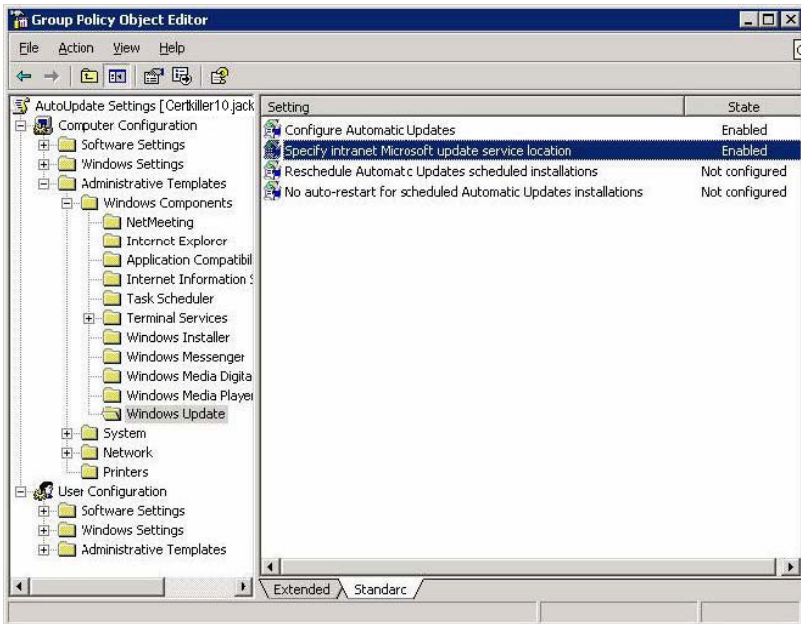 Group Policy Object Editor
File Action View Help
AutoUpdate Settings [Certkiller10.jack
Computer Configuration
Software Settings
Windows Settings
Administrative Templates
Windows Components
NetMeeting
Internet Explorer
Application Compatibil
Internet Information S
Task Scheduler
Terminal Services
Windows Installer
Windows Messenger
Windows Media Digita
Windows Media Player
Windows Update
System
Network
Printers
User Configuration
Software Settings
Windows Settings
Administrative Templates
Setting State
Configure Automatic Updates Enabled
Specify intranet Microsoft update service location Enabled
Reschedule Automatc Updates scheduled installations Not configured
No auto-restart for scheduled Automatic Updates installations Not configured
Extended Standarc